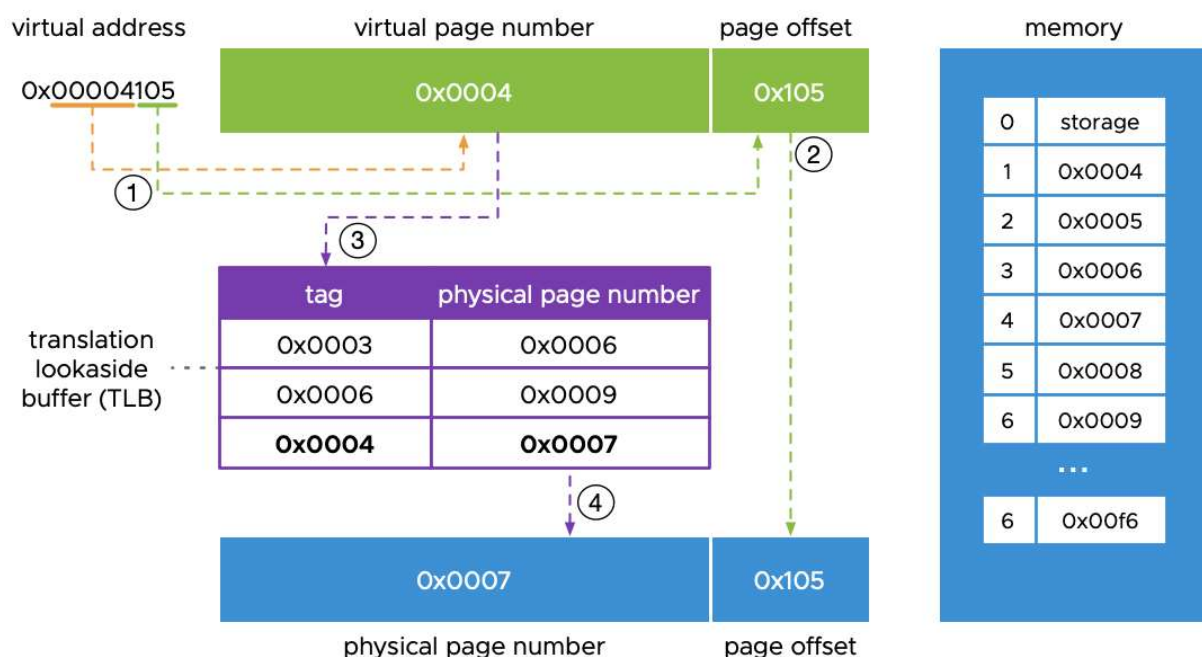 virtual address
virtual page number
page offset
memory
0x00004105
0x0004
0x105
0
storage
1
0x0004
2
0x0005
3
0x0006
4
0x0007
5
0x0008
6
0x0009
...
6
0x00f6
1
2
3
tag
physical page number
0x0003
0x0006
0x0006
0x0009
0x0004
0x0007
translation
lookaside
buffer (TLB)
4
0x0007
0x105
physical page number
page offset